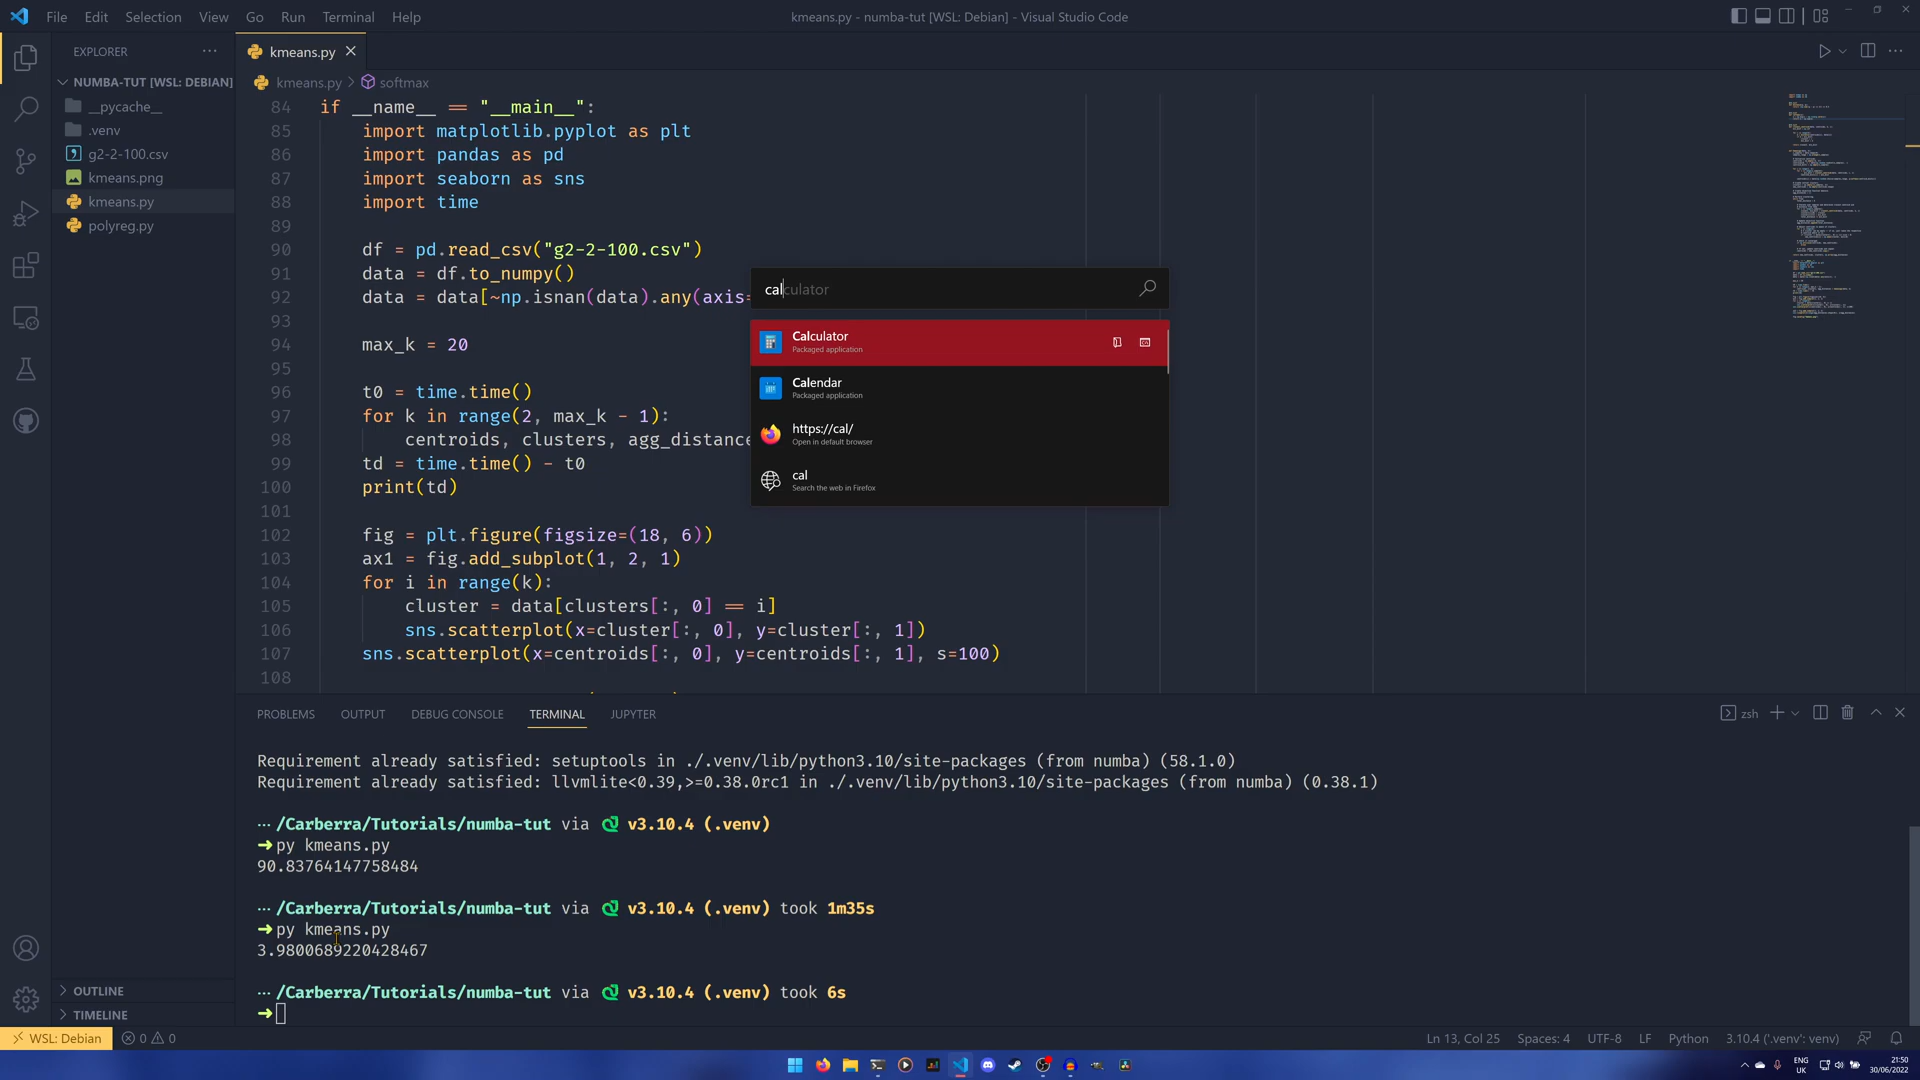 File Edit Selection View Go Run Terminal Help
kmeans.py - numba-tut [WSL: Debian] - Visual Studio Code
EXPLORER
NUMBA-TUT [WSL: DEBIAN]
__pycache__
.venv
g2-2-100.csv
kmeans.png
kmeans.py
polyreg.py
OUTLINE
TIMELINE
kmeans.py
kmeans.py > softmax
84 if __name__ == "__main__":
85 import matplotlib.pyplot as plt
86 import pandas as pd
87 import seaborn as sns
88 import time
89
90 df = pd.read_csv("g2-2-100.csv")
91 data = df.to_numpy()
92 data = data[~np.isnan(data).any(axis=
93
94 max_k = 20
95
96 t0 = time.time()
97 for k in range(2, max_k - 1):
98 centroids, clusters, agg_distance
99 td = time.time() - t0
100 print(td)
101
102 fig = plt.figure(figsize=(18, 6))
103 ax1 = fig.add_subplot(1, 2, 1)
104 for i in range(k):
105 cluster = data[clusters[:, 0] == i]
106 sns.scatterplot(x=cluster[:, 0], y=cluster[:, 1])
107 sns.scatterplot(x=centroids[:, 0], y=centroids[:, 1], s=100)
108
calculator
Calculator
Packaged application
Calendar
Packaged application
https://cal/
Open in default browser
cal
Search the web in Firefox
PROBLEMS OUTPUT DEBUG CONSOLE TERMINAL JUPYTER
zsh
Requirement already satisfied: setuptools in ./.venv/lib/python3.10/site-packages (from numba) (58.1.0)
Requirement already satisfied: llvmlite<0.39,>=0.38.0rc1 in ./.venv/lib/python3.10/site-packages (from numba) (0.38.1)
··· /Carberra/Tutorials/numba-tut via v3.10.4 (.venv)
➜ py kmeans.py
90.83764147758484
··· /Carberra/Tutorials/numba-tut via v3.10.4 (.venv) took 1m35s
➜ py kmeans.py
3.9800689220428467
··· /Carberra/Tutorials/numba-tut via v3.10.4 (.venv) took 6s
➜
WSL: Debian 0 0
Ln 13, Col 25 Spaces: 4 UTF-8 LF Python 3.10.4 ('.venv': venv)
ENG
UK
21:50
30/06/2022